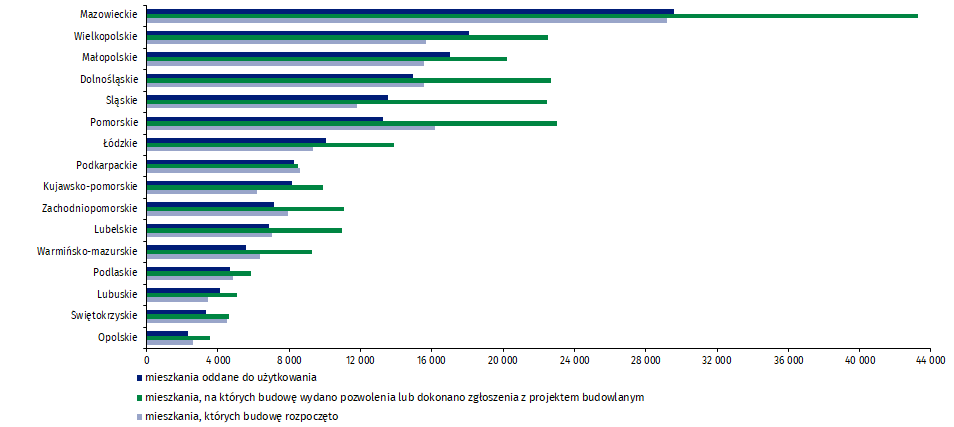 Mazowieckie
Wielkopolskie
Małopolskie
Dolnośląskie
Sląskie
Pomorskie
Łódzkie
Podkarpackie
Kujawsko-pomorskie
Zachodniopomorskie
Lubelskie
Warmińsko-mazurskie
Podlaskie
Lubuskie
Swiętokrzyskie
Opolskie
0 4 000 8 000 12 000 16 000 20 000 24 000 28 000 32 000 36 000 40 000 44 000
mieszkania oddane do użytkowania
mieszkania, na których budowę wydano pozwolenia lub dokonano zgłoszenia z projektem budowlanym
mieszkania, których budowę rozpoczęto